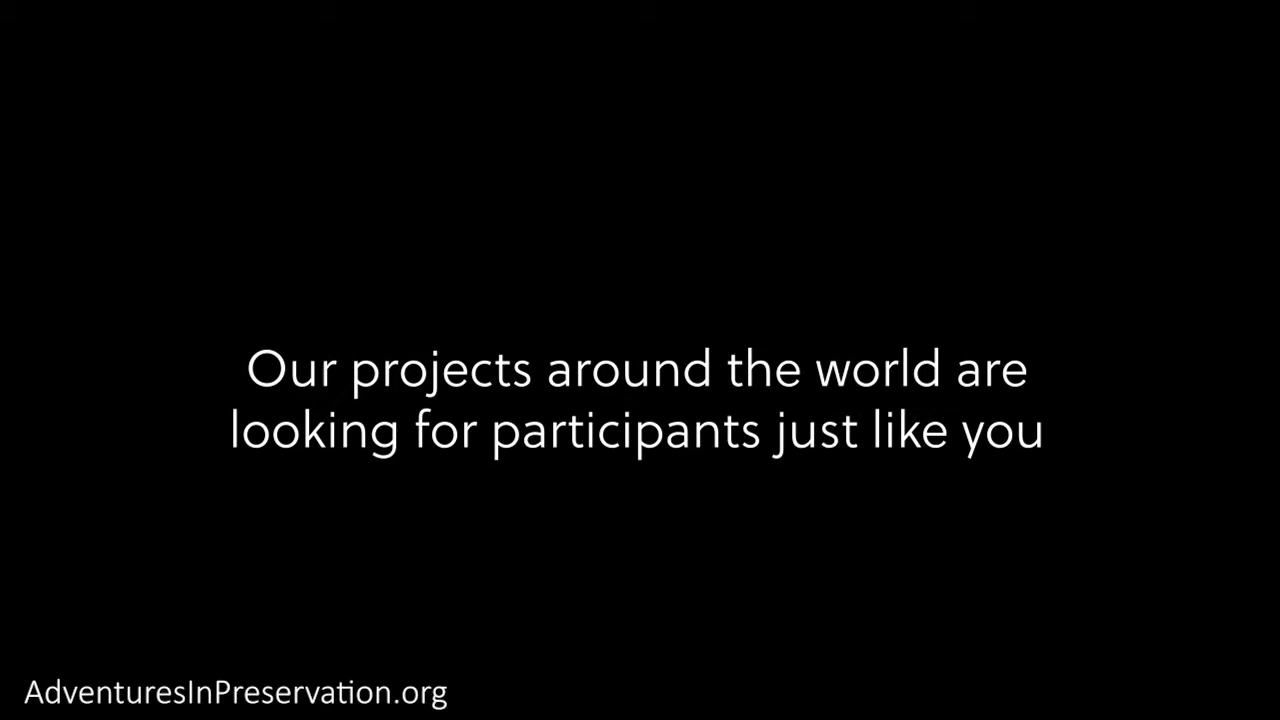 Our projects around the world are
looking for participants just like you
AdventuresInPreservation.org